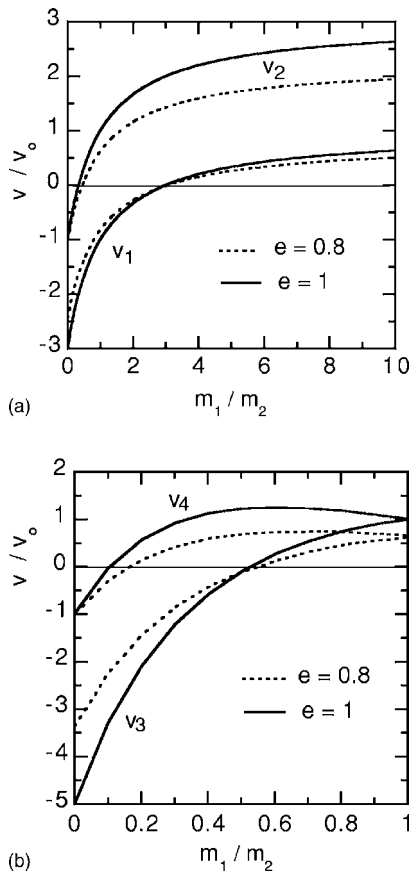 3
2
1
0
-1
-2
-3
v / v₀
v₂
v₁
e = 0.8
e = 1
0 2 4 6 8 10
(a)
m₁ / m₂
2
1
0
-1
-2
-3
-4
-5
v / v₀
v₄
v₃
e = 0.8
e = 1
0 0.2 0.4 0.6 0.8 1
(b)
m₁ / m₂